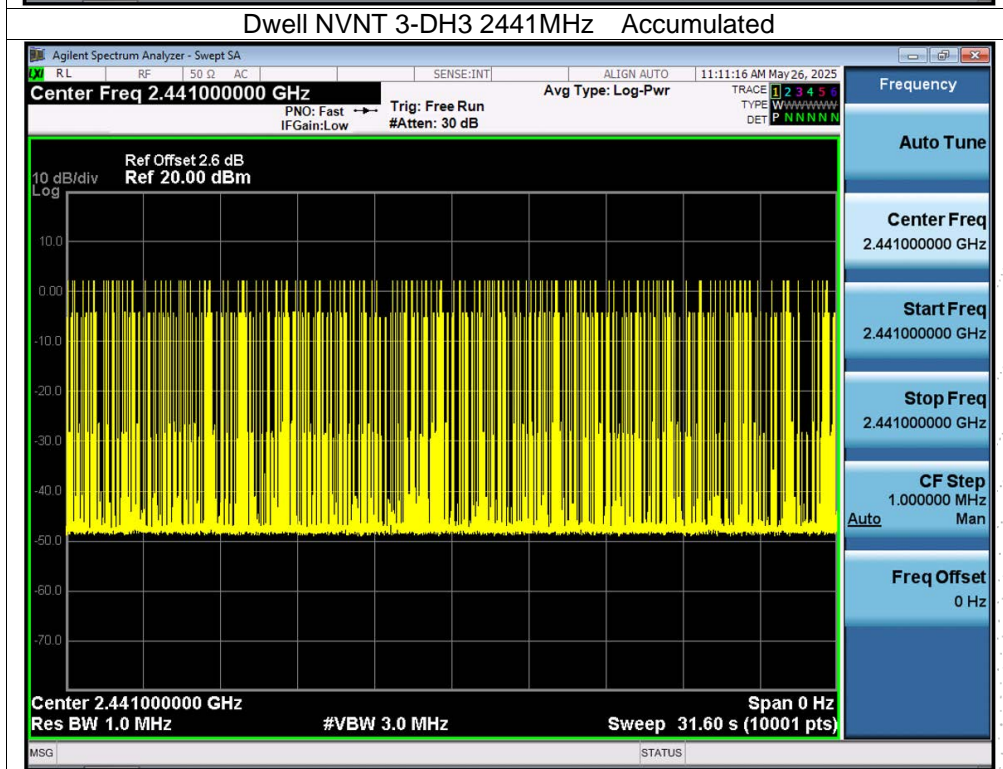 Dwell NVNT 3-DH3 2441MHz Accumulated
Agilent Spectrum Analyzer - Swept SA
LXI RL RF 50 Ω AC SENSE:INT ALIGN AUTO 11:11:16 AM May 26, 2025
Center Freq 2.441000000 GHz
PNO: Fast
IFGain:Low
Trig: Free Run
#Atten: 30 dB
Avg Type: Log-Pwr
TRACE 1 2 3 4 5 6
TYPE WWWWWW
DET P N N N N N
Ref Offset 2.6 dB
10 dB/div Ref 20.00 dBm
Log
10.0
0.00
-10.0
-20.0
-30.0
-40.0
-50.0
-60.0
-70.0
Center 2.441000000 GHz Span 0 Hz
Res BW 1.0 MHz #VBW 3.0 MHz Sweep 31.60 s (10001 pts)
MSG STATUS
Frequency
Auto Tune
Center Freq
2.441000000 GHz
Start Freq
2.441000000 GHz
Stop Freq
2.441000000 GHz
CF Step
1.000000 MHz
Auto Man
Freq Offset
0 Hz